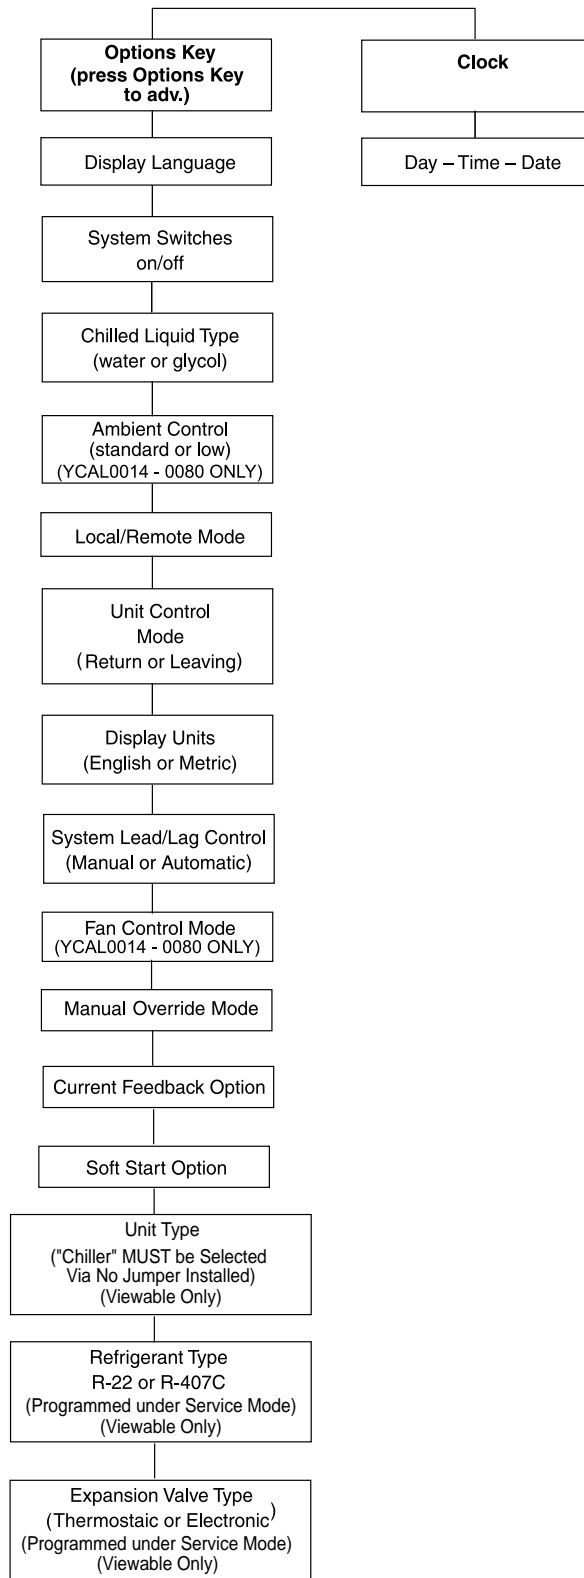 Options Key
(press Options Key
to adv.)
Clock
Display Language
Day – Time – Date
System Switches
on/off
Chilled Liquid Type
(water or glycol)
Ambient Control
(standard or low)
(YCAL0014 - 0080 ONLY)
Local/Remote Mode
Unit Control
Mode
(Return or Leaving)
Display Units
(English or Metric)
System Lead/Lag Control
(Manual or Automatic)
Fan Control Mode
(YCAL0014 - 0080 ONLY)
Manual Override Mode
Current Feedback Option
Soft Start Option
Unit Type
("Chiller" MUST be Selected
Via No Jumper Installed)
(Viewable Only)
Refrigerant Type
R-22 or R-407C
(Programmed under Service Mode)
(Viewable Only)
Expansion Valve Type
(Thermostaic or Electronic)
(Programmed under Service Mode)
(Viewable Only)